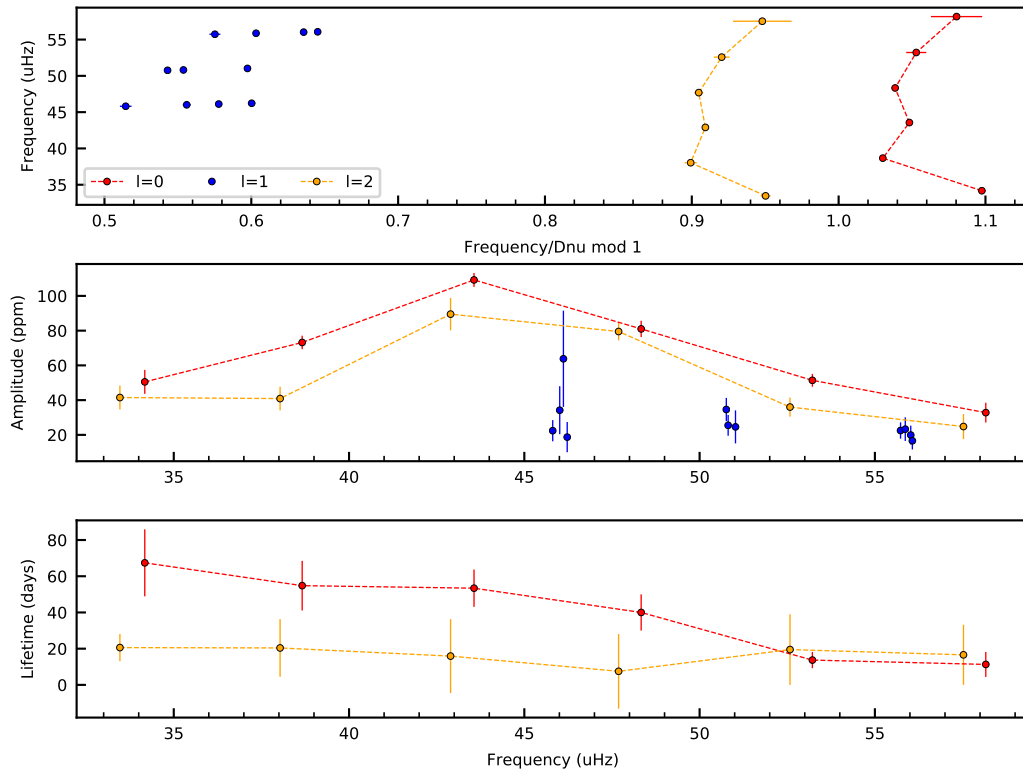 Frequency (uHz)
55
50
45
40
35
l=0 l=1 l=2
0.5 0.6 0.7 0.8 0.9 1.0 1.1
Frequency/Dnu mod 1
Amplitude (ppm)
100
80
60
40
20
35 40 45 50 55
Lifetime (days)
80
60
40
20
0
35 40 45 50 55
Frequency (uHz)